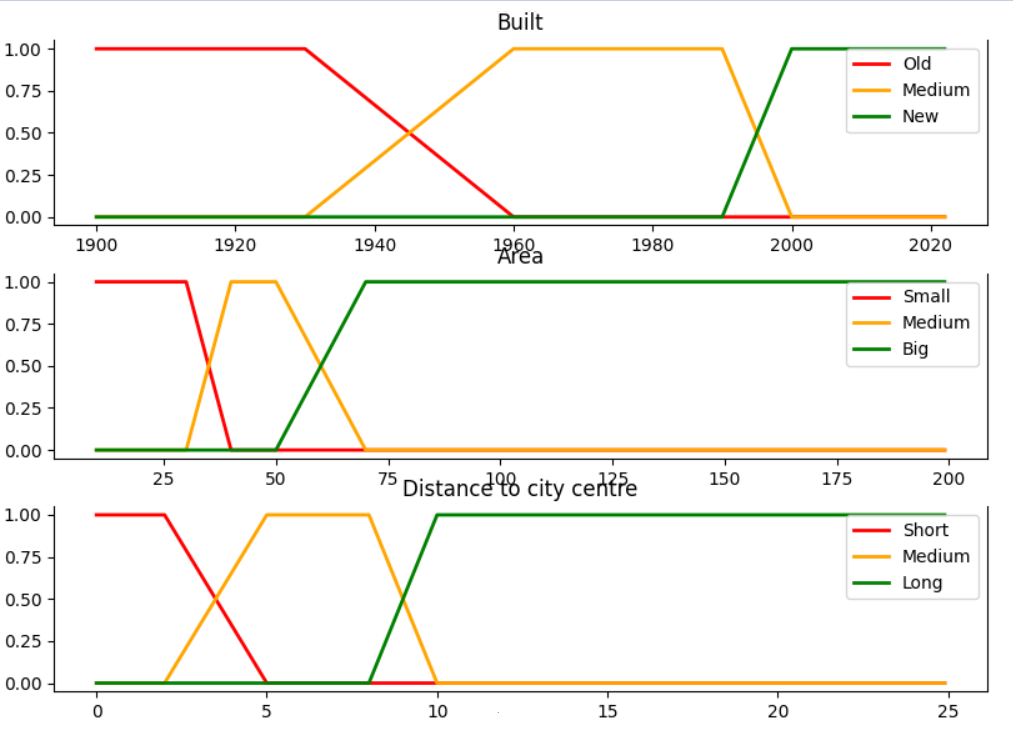 Built
1.00
0.75
0.50
0.25
0.00
Old
Medium
New
1900 1920 1940 1960 1980 2000 2020
Area
1.00
0.75
0.50
0.25
0.00
Small
Medium
Big
25 50 75 100 125 150 175 200
Distance to city centre
1.00
0.75
0.50
0.25
0.00
Short
Medium
Long
0 5 10 15 20 25